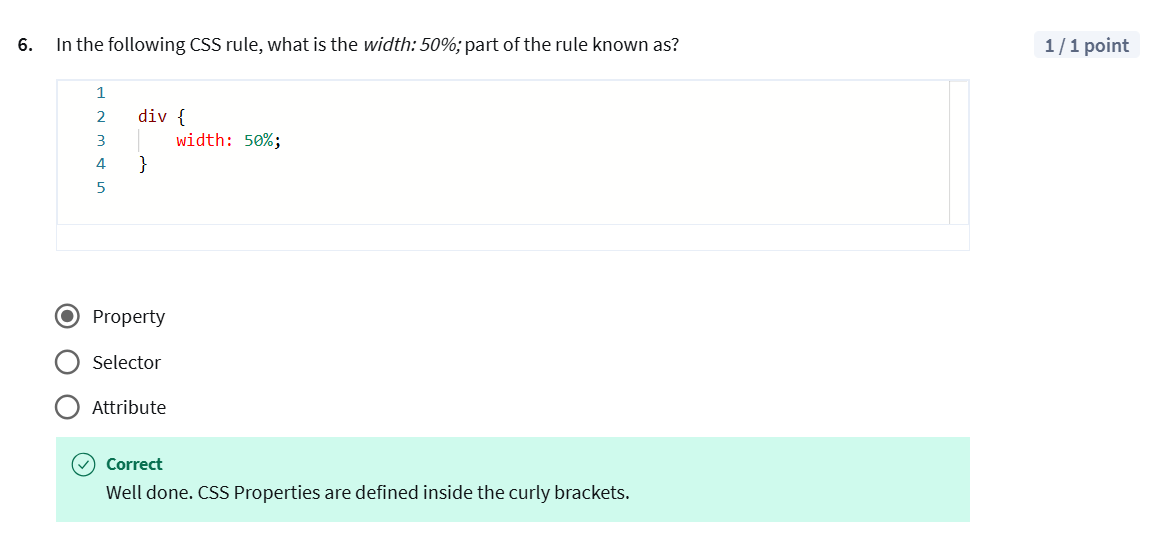 6. In the following CSS rule, what is the width: 50%; part of the rule known as?
1 / 1 point
1
2 div {
3     width: 50%;
4 }
5
Property
Selector
Attribute
Correct
Well done. CSS Properties are defined inside the curly brackets.